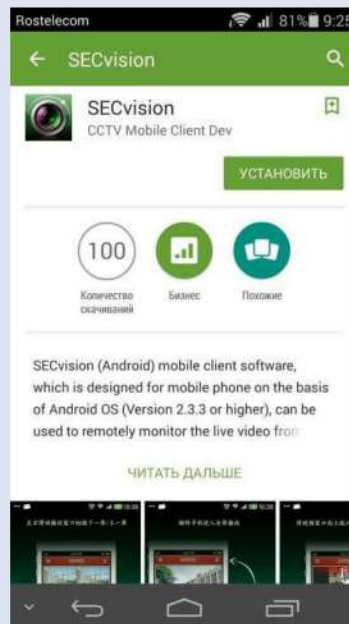 Rostelecom 81% 9:25
SECvision
SECvision
CCTV Mobile Client Dev
УСТАНОВИТЬ
100
Количество скачиваний
Бизнес
Похожие
SECvision (Android) mobile client software,
which is designed for mobile phone on the basis
of Android OS (Version 2.3.3 or higher), can be
used to remotely monitor the live video from
ЧИТАТЬ ДАЛЬШЕ